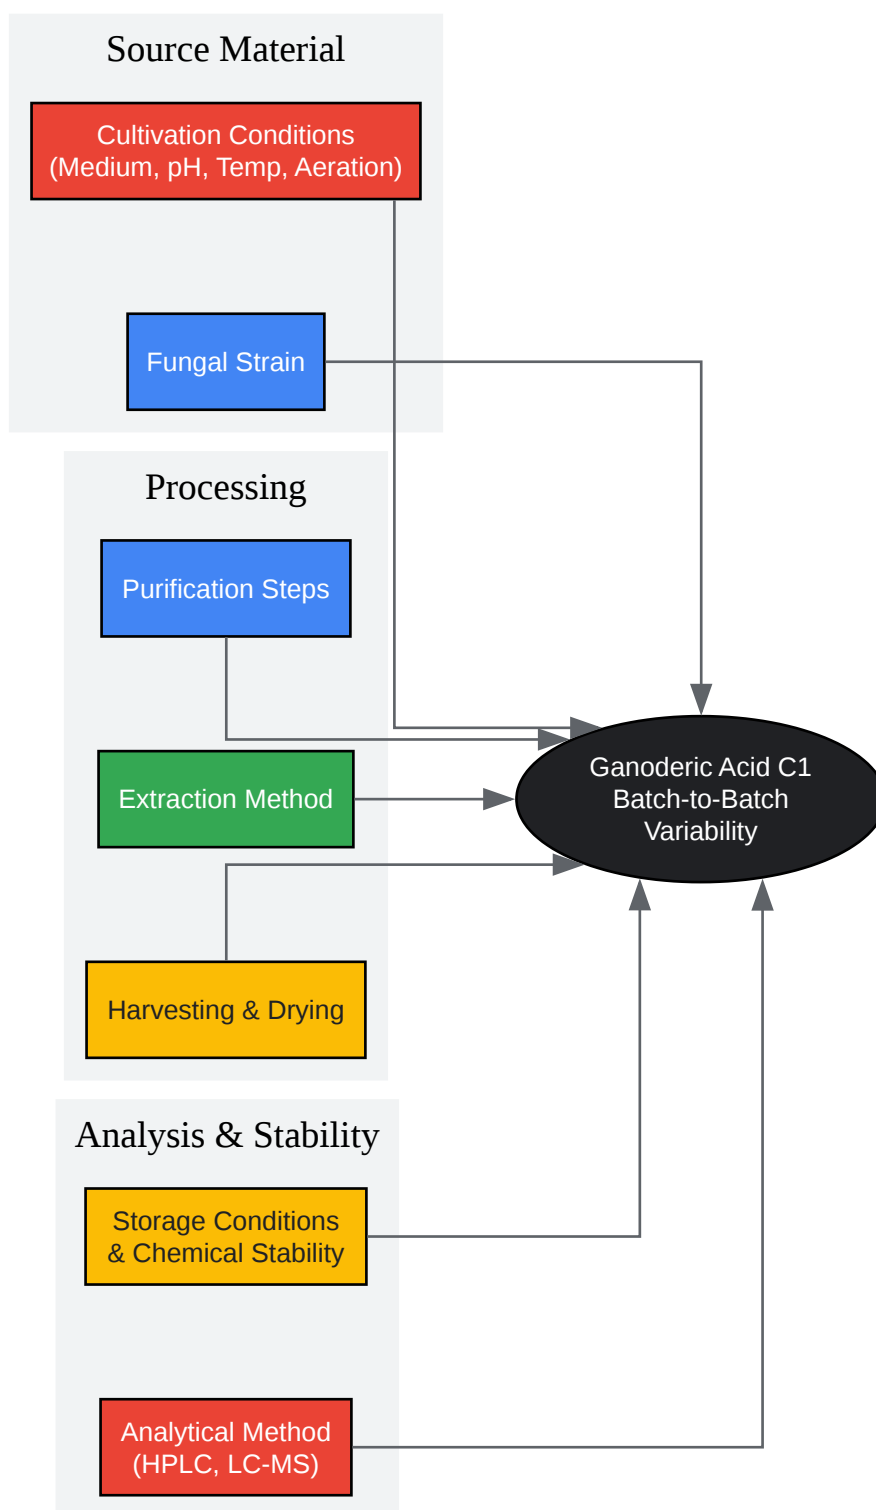 Source Material
Cultivation Conditions
(Medium, pH, Temp, Aeration)
Fungal Strain
Processing
Purification Steps
Extraction Method
Harvesting & Drying
Ganoderic Acid C1
Batch-to-Batch
Variability
Analysis & Stability
Storage Conditions
& Chemical Stability
Analytical Method
(HPLC, LC-MS)